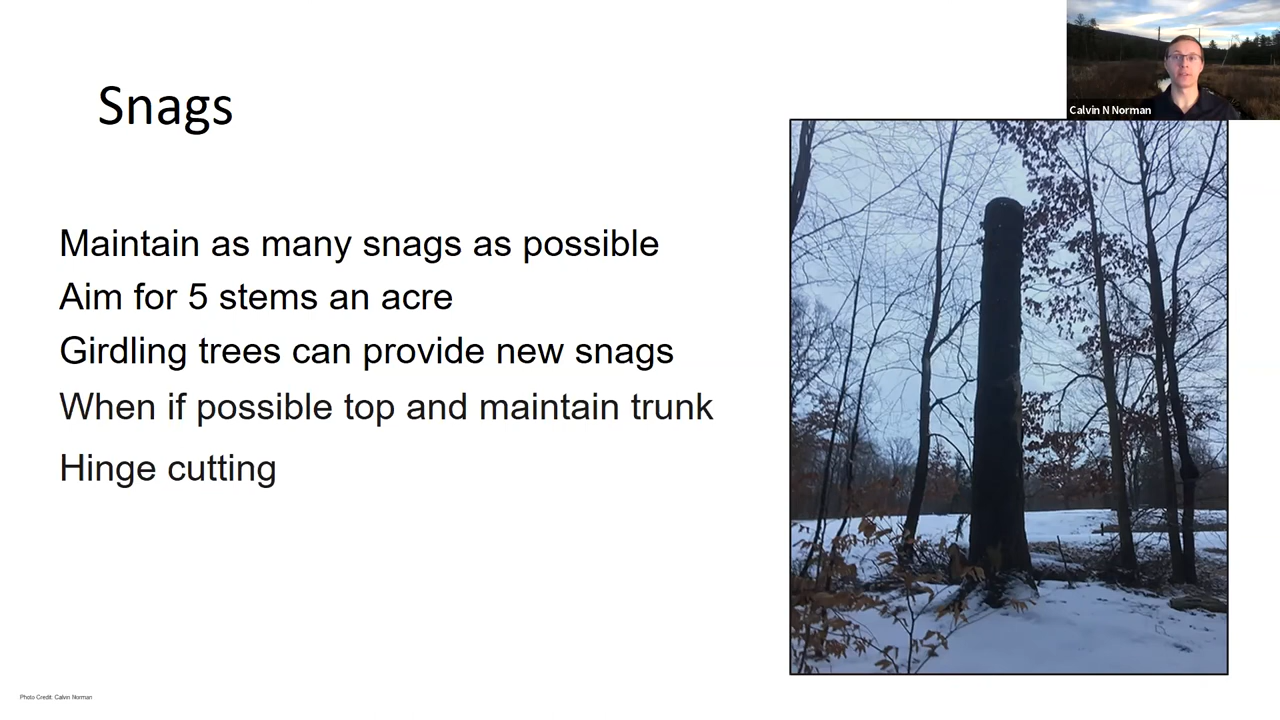 Calvin N Norman
Snags
Maintain as many snags as possible
Aim for 5 stems an acre
Girdling trees can provide new snags
When if possible top and maintain trunk
Hinge cutting
Photo Credit: Calvin Norman